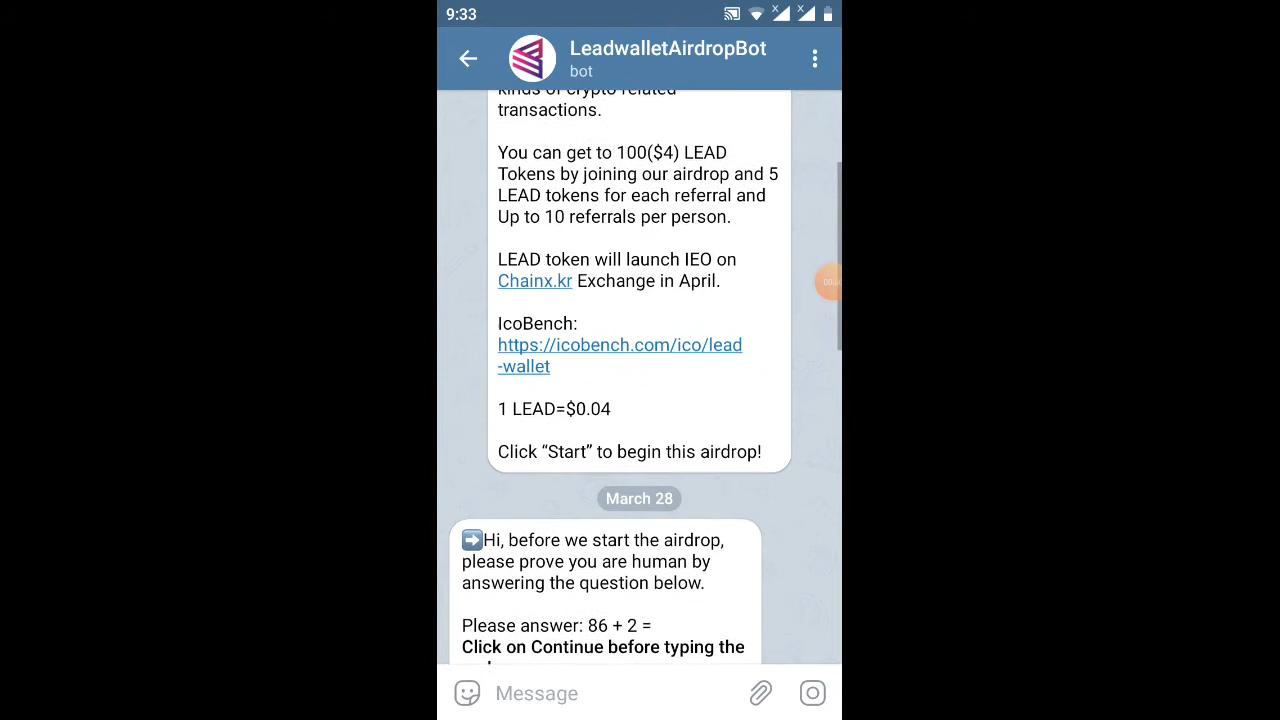 9:33
LeadwalletAirdropBot
bot
kinds of crypto related
transactions.
You can get to 100($4) LEAD
Tokens by joining our airdrop and 5
LEAD tokens for each referral and
Up to 10 referrals per person.
LEAD token will launch IEO on
Chainx.kr Exchange in April.
IcoBench:
https://icobench.com/ico/lead
-wallet
1 LEAD=$0.04
Click “Start” to begin this airdrop!
March 28
➡️Hi, before we start the airdrop,
please prove you are human by
answering the question below.
Please answer: 86 + 2 =
Click on Continue before typing the
Message